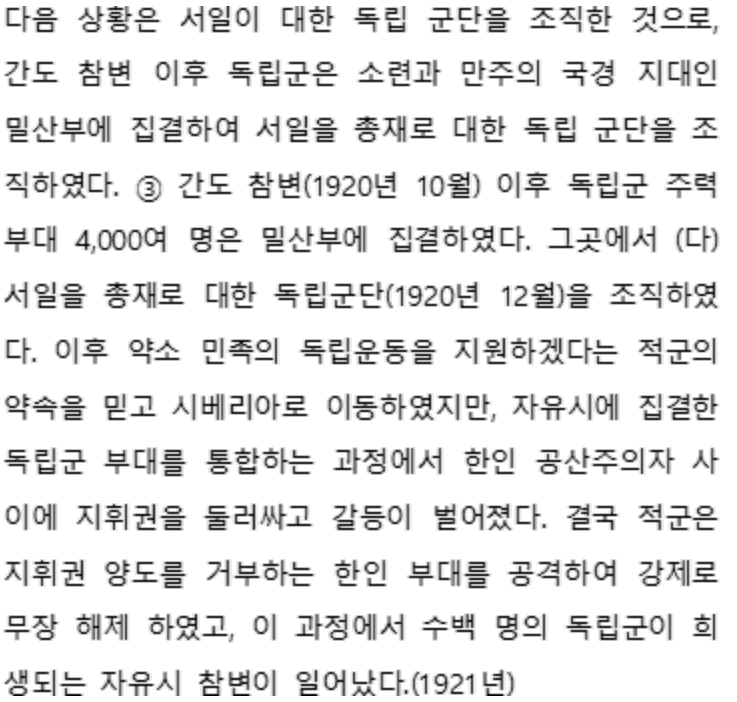 다음 상황은 서일이 대한 독립 군단을 조직한 것으로,
간도 참변 이후 독립군은 소련과 만주의 국경 지대인
밀산부에 집결하여 서일을 총재로 대한 독립 군단을 조
직하였다. ③ 간도 참변(1920년 10월) 이후 독립군 주력
부대 4,000여 명은 밀산부에 집결하였다. 그곳에서 (다)
서일을 총재로 대한 독립군단(1920년 12월)을 조직하였
다. 이후 약소 민족의 독립운동을 지원하겠다는 적군의
약속을 믿고 시베리아로 이동하였지만, 자유시에 집결한
독립군 부대를 통합하는 과정에서 한인 공산주의자 사
이에 지휘권을 둘러싸고 갈등이 벌어졌다. 결국 적군은
지휘권 양도를 거부하는 한인 부대를 공격하여 강제로
무장 해제 하였고, 이 과정에서 수백 명의 독립군이 희
생되는 자유시 참변이 일어났다.(1921년)